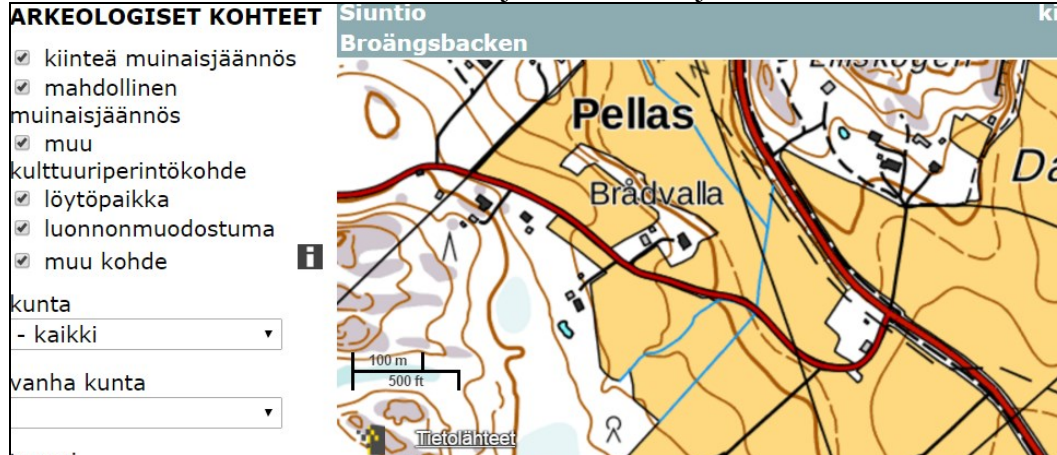 ARKEOLOGISET KOHTEET
kiinteä muinaisjäännös
mahdollinen
muinaisjäännös
muu
kulttuuriperintökohde
löytöpaikka
luonnonmuodostuma
muu kohde
kunta
- kaikki
vanha kunta
Siuntio
Broängsbacken
Pellas
Brådvalla
100 m
500 ft
Tietolähteet